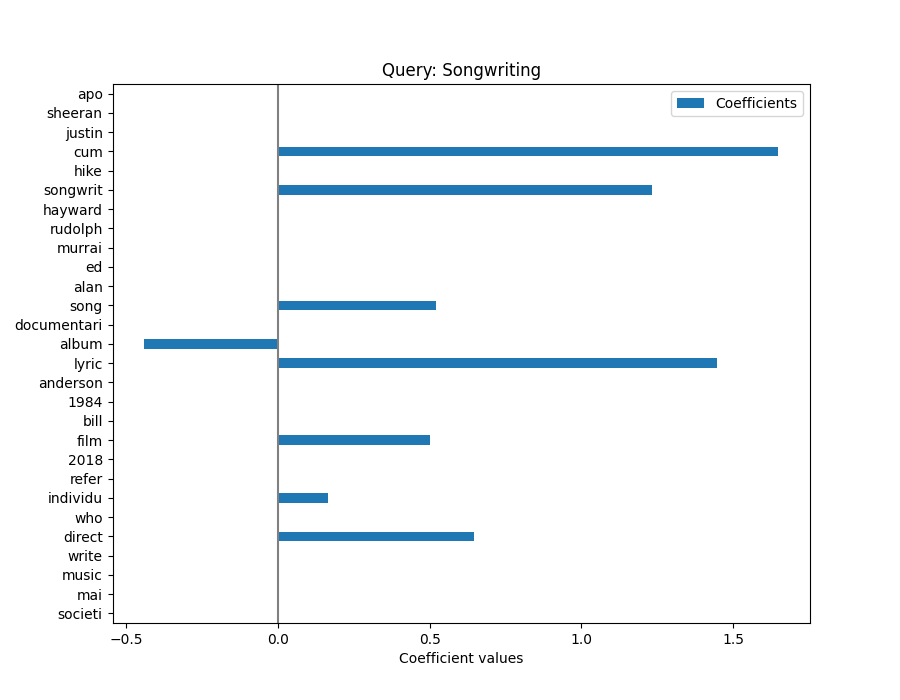 Query: Songwriting
Coefficients
apo
sheeran
justin
cum
hike
songwrit
hayward
rudolph
murrai
ed
alan
song
documentari
album
lyric
anderson
1984
bill
film
2018
refer
individu
who
direct
write
music
mai
societi
−0.5 0.0 0.5 1.0 1.5
Coefficient values